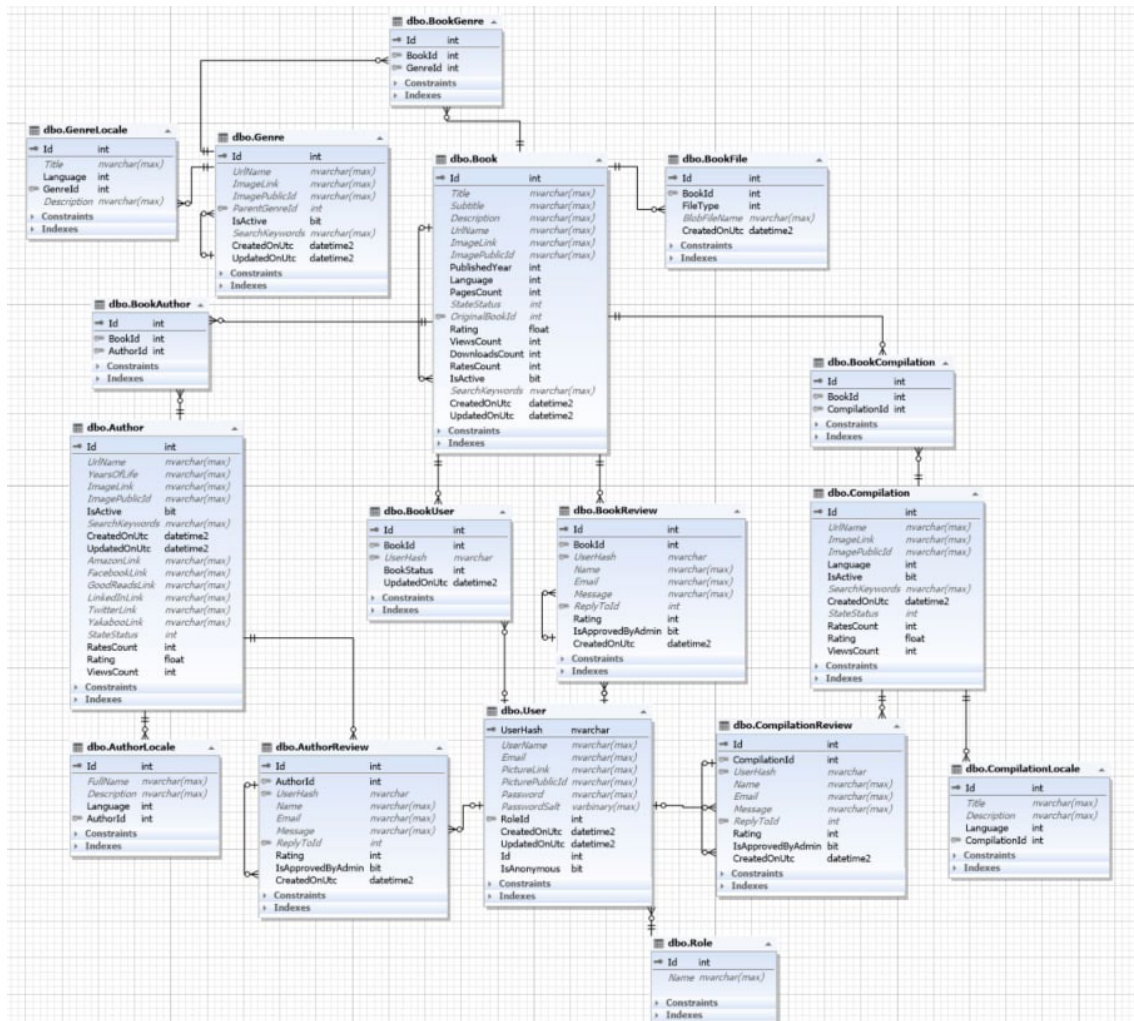 dbo.BookGenre
Id int
BookId int
GenreId int
Constraints
Indexes
dbo.GenreLocale
Id int
Title nvarchar(max)
Language int
GenreId int
Description nvarchar(max)
Constraints
Indexes
dbo.Genre
Id int
UrlName nvarchar(max)
ImageLink nvarchar(max)
ImagePublicId nvarchar(max)
ParentGenreId int
IsActive bit
SearchKeywords nvarchar(max)
CreatedOnUtc datetime2
UpdatedOnUtc datetime2
Constraints
Indexes
dbo.Book
Id int
Title nvarchar(max)
Subtitle nvarchar(max)
Description nvarchar(max)
UrlName nvarchar(max)
ImageLink nvarchar(max)
ImagePublicId nvarchar(max)
PublishedYear int
Language int
PagesCount int
StateStatus int
OriginalBookId int
Rating float
ViewsCount int
DownloadsCount int
RatesCount int
IsActive bit
SearchKeywords nvarchar(max)
CreatedOnUtc datetime2
UpdatedOnUtc datetime2
Constraints
Indexes
dbo.BookFile
Id int
BookId int
FileType int
BlobFileName nvarchar(max)
CreatedOnUtc datetime2
Constraints
Indexes
dbo.BookAuthor
Id int
BookId int
AuthorId int
Constraints
Indexes
dbo.BookCompilation
Id int
BookId int
CompilationId int
Constraints
Indexes
dbo.Author
Id int
UrlName nvarchar(max)
YearsOfLife nvarchar(max)
ImageLink nvarchar(max)
ImagePublicId nvarchar(max)
IsActive bit
SearchKeywords nvarchar(max)
CreatedOnUtc datetime2
UpdatedOnUtc datetime2
AmazonLink nvarchar(max)
FacebookLink nvarchar(max)
GoodReadsLink nvarchar(max)
LinkedInLink nvarchar(max)
TwitterLink nvarchar(max)
YakabooLink nvarchar(max)
StateStatus int
RatesCount int
Rating float
ViewsCount int
Constraints
Indexes
dbo.BookUser
Id int
BookId int
UserHash nvarchar
BookStatus int
UpdatedOnUtc datetime2
Constraints
Indexes
dbo.BookReview
Id int
BookId int
UserHash nvarchar
Name nvarchar(max)
Email nvarchar(max)
Message nvarchar(max)
ReplyToId int
Rating int
IsApprovedByAdmin bit
CreatedOnUtc datetime2
Constraints
Indexes
dbo.Compilation
Id int
UrlName nvarchar(max)
ImageLink nvarchar(max)
ImagePublicId nvarchar(max)
Language int
IsActive bit
SearchKeywords nvarchar(max)
CreatedOnUtc datetime2
StateStatus int
RatesCount int
Rating float
ViewsCount int
Constraints
Indexes
dbo.AuthorLocale
Id int
FullName nvarchar(max)
Description nvarchar(max)
Language int
AuthorId int
Constraints
Indexes
dbo.AuthorReview
Id int
AuthorId int
UserHash nvarchar
Name nvarchar(max)
Email nvarchar(max)
Message nvarchar(max)
ReplyToId int
Rating int
IsApprovedByAdmin bit
CreatedOnUtc datetime2
Constraints
Indexes
dbo.User
UserHash nvarchar
UserName nvarchar(max)
Email nvarchar(max)
PictureLink nvarchar(max)
PicturePublicId nvarchar(max)
Password nvarchar(max)
PasswordSalt varbinary(max)
RoleId int
CreatedOnUtc datetime2
UpdatedOnUtc datetime2
Id int
IsAnonymous bit
Constraints
Indexes
dbo.CompilationReview
Id int
CompilationId int
UserHash nvarchar
Name nvarchar(max)
Email nvarchar(max)
Message nvarchar(max)
ReplyToId int
Rating int
IsApprovedByAdmin bit
CreatedOnUtc datetime2
Constraints
Indexes
dbo.CompilationLocale
Id int
Title nvarchar(max)
Description nvarchar(max)
Language int
CompilationId int
Constraints
Indexes
dbo.Role
Id int
Name nvarchar(max)
Constraints
Indexes